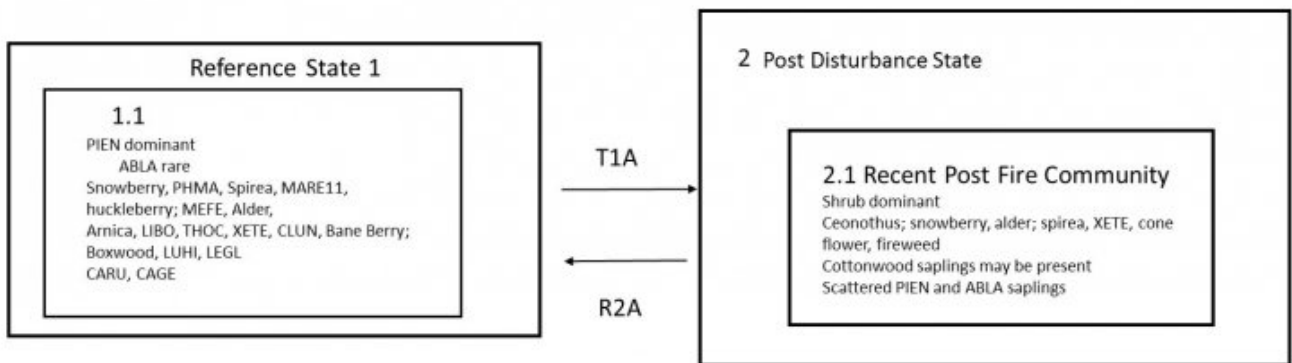 Reference State 1
1.1
PIEN dominant
ABLA rare
Snowberry, PHMA, Spirea, MARE11,
huckleberry; MEFE, Alder,
Arnica, LIBO, THOC, XETE, CLUN, Bane Berry;
Boxwood, LUHI, LEGL
CARU, CAGE
T1A
R2A
2 Post Disturbance State
2.1 Recent Post Fire Community
Shrub dominant
Ceonothus; snowberry, alder; spirea, XETE, cone
flower, fireweed
Cottonwood saplings may be present
Scattered PIEN and ABLA saplings